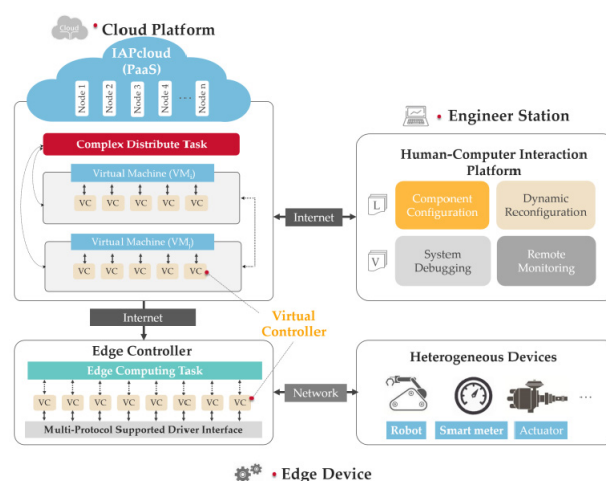 Cloud
• Cloud Platform
IAPcloud
(PaaS)
Node 1
Node 2
Node 3
Node 4
...
Node n
Complex Distribute Task
Virtual Machine (VMi)
VC VC VC VC VC
Virtual Machine (VMj)
VC VC VC VC VC
Internet
• Engineer Station
Human-Computer Interaction
Platform
L
Component
Configuration
Dynamic
Reconfiguration
V
System
Debugging
Remote
Monitoring
Internet
Virtual
Controller
Edge Controller
Edge Computing Task
VC VC VC VC VC VC VC VC
Multi-Protocol Supported Driver Interface
Network
Heterogeneous Devices
...
Robot
Smart meter
Actuator
• Edge Device